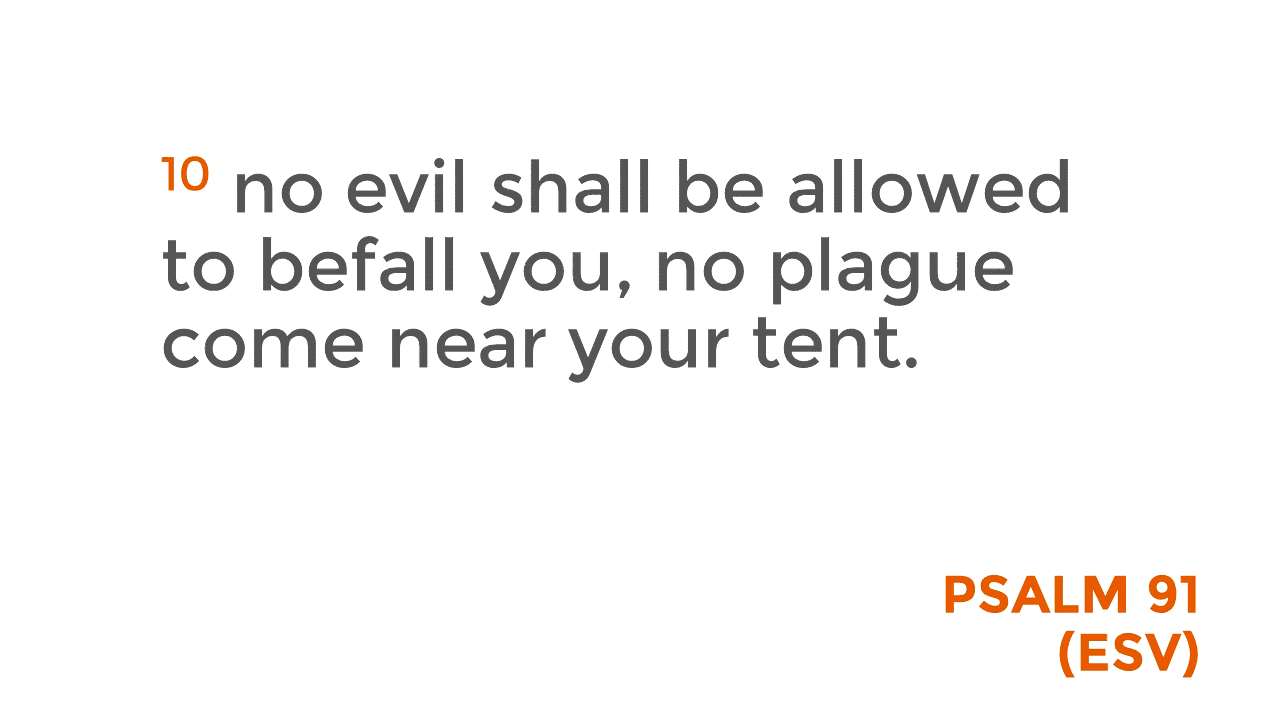 10 no evil shall be allowed
to befall you, no plague
come near your tent.
PSALM 91
(ESV)